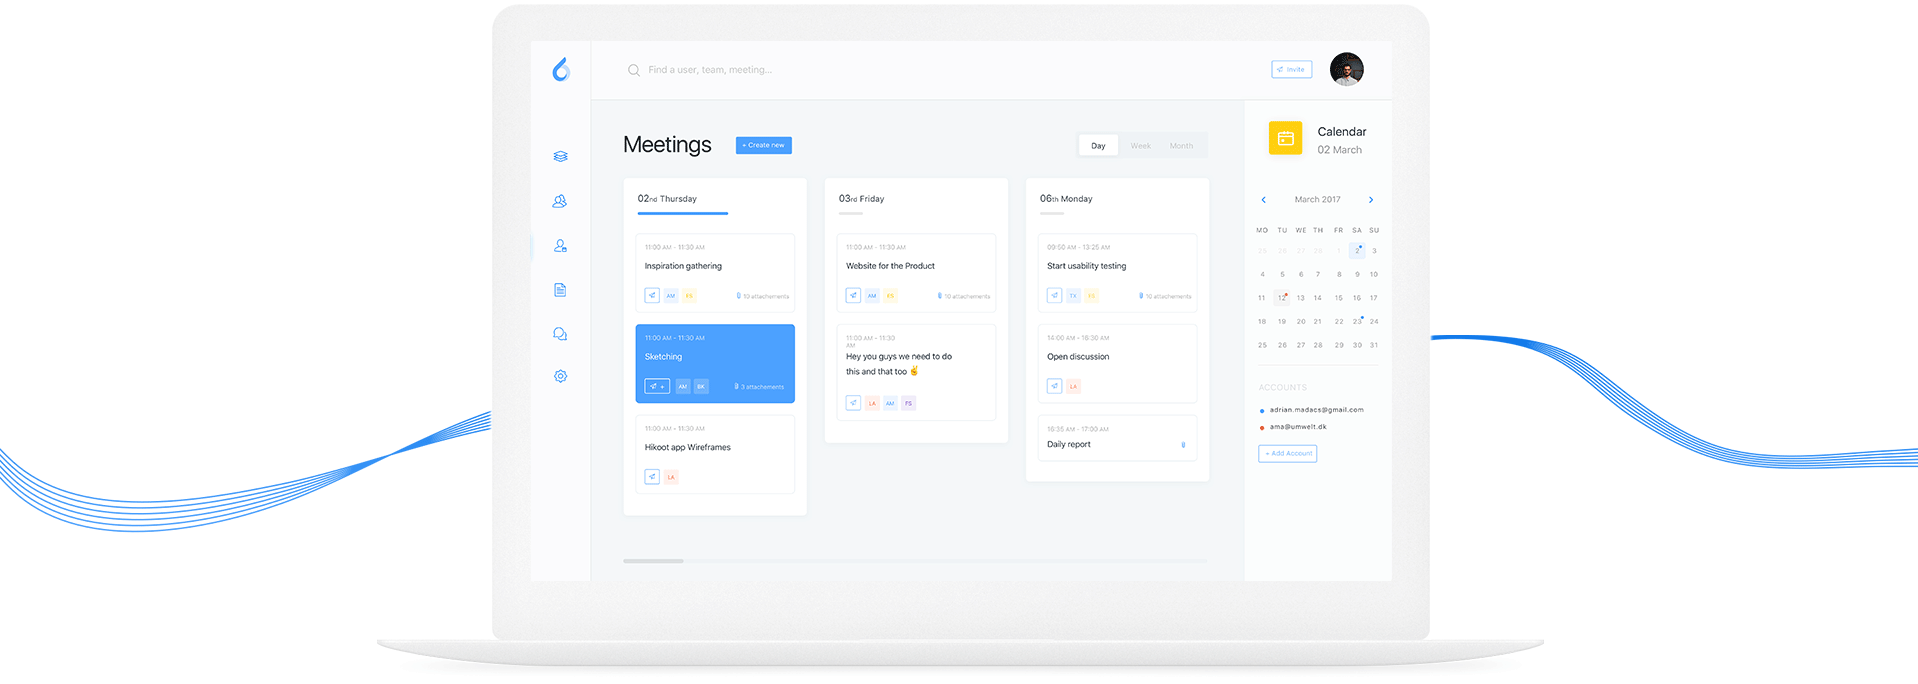 Find a user, team, meeting...
Invite
Meetings
+ Create new
Day
Week
Month
02nd Thursday
11:00 AM - 11:30 AM
Inspiration gathering
AM
ES
10 attachements
11:00 AM - 11:30 AM
Sketching
+
AM
BK
3 attachements
11:00 AM - 11:30 AM
Hikoot app Wireframes
LA
03rd Friday
11:00 AM - 11:30 AM
Website for the Product
AM
ES
10 attachements
11:00 AM - 11:30
AM
Hey you guys we need to do
this and that too ✌
LA
AM
FS
06th Monday
09:50 AM - 13:25 AM
Start usability testing
TX
ES
10 attachements
14:00 AM - 16:30 AM
Open discussion
LA
16:35 AM - 17:00 AM
Daily report
Calendar
02 March
March 2017
MO TU WE TH FR SA SU
1 2 3
4 5 6 7 8 9 10
11 12 13 14 15 16 17
18 19 20 21 22 23 24
25 26 27 28 29 30 31
ACCOUNTS
adrian.madacs@gmail.com
ama@umwelt.dk
+ Add Account